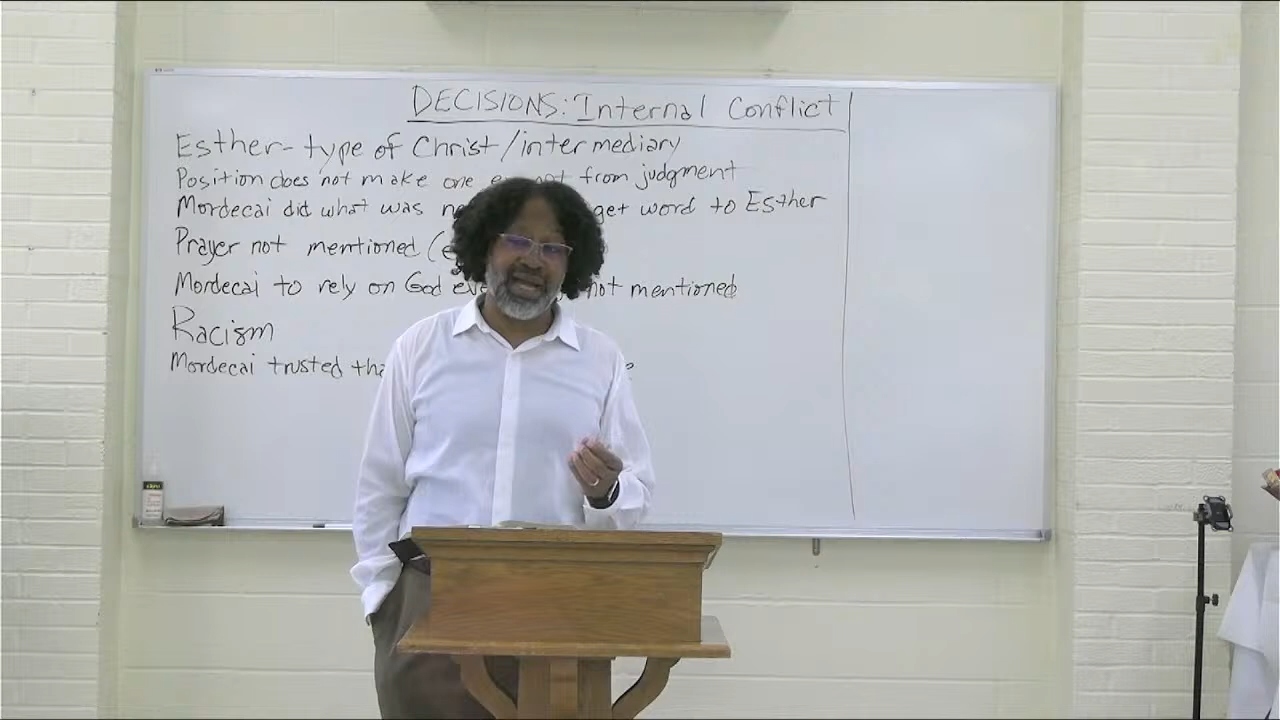 DECISIONS: Internal Conflict
Esther- type of Christ/intermediary
Position does not make one from judgment
Mordecai did what was get word to Esther
Prayer not mentioned
Mordecai to rely on God not mentioned
Racism
Mordecai trusted